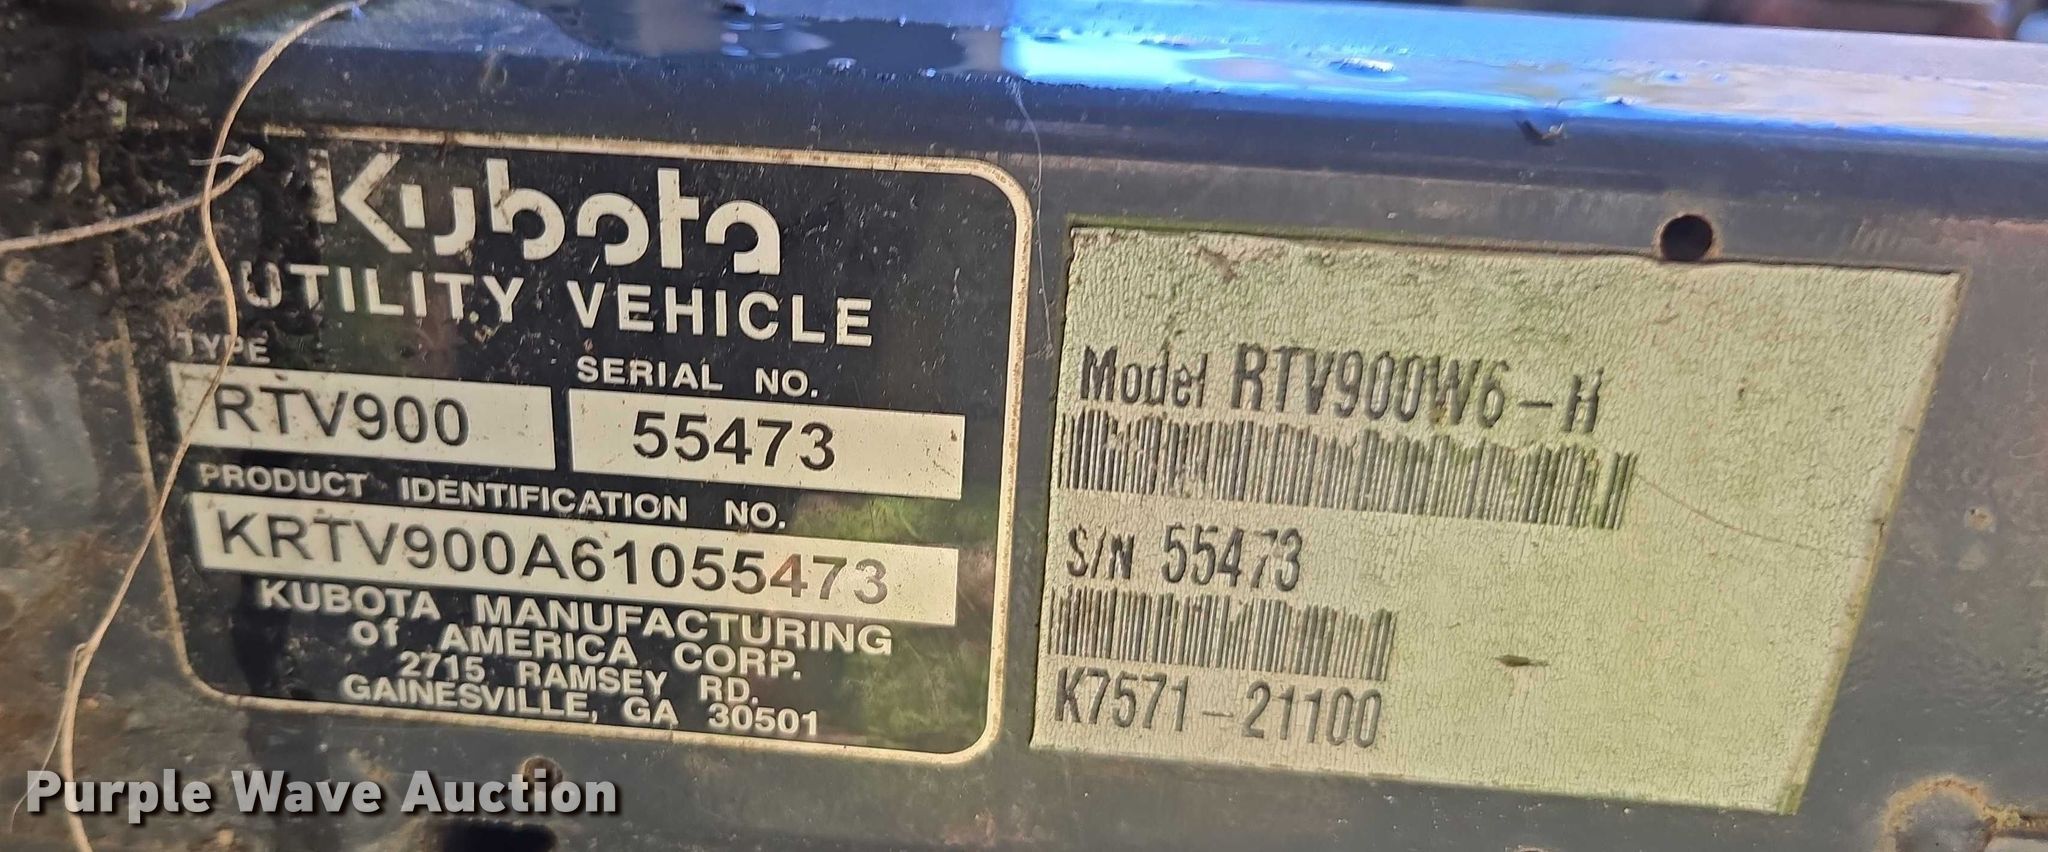 Kubota
UTILITY VEHICLE
TYPE
SERIAL NO.
RTV900
55473
PRODUCT IDENTIFICATION NO.
KRTV900A61055473
KUBOTA MANUFACTURING
of AMERICA CORP.
2715 RAMSEY RD.
GAINESVILLE, GA 30501
Model RTV900W6-H
S/N 55473
K7571-21100
Purple Wave Auction